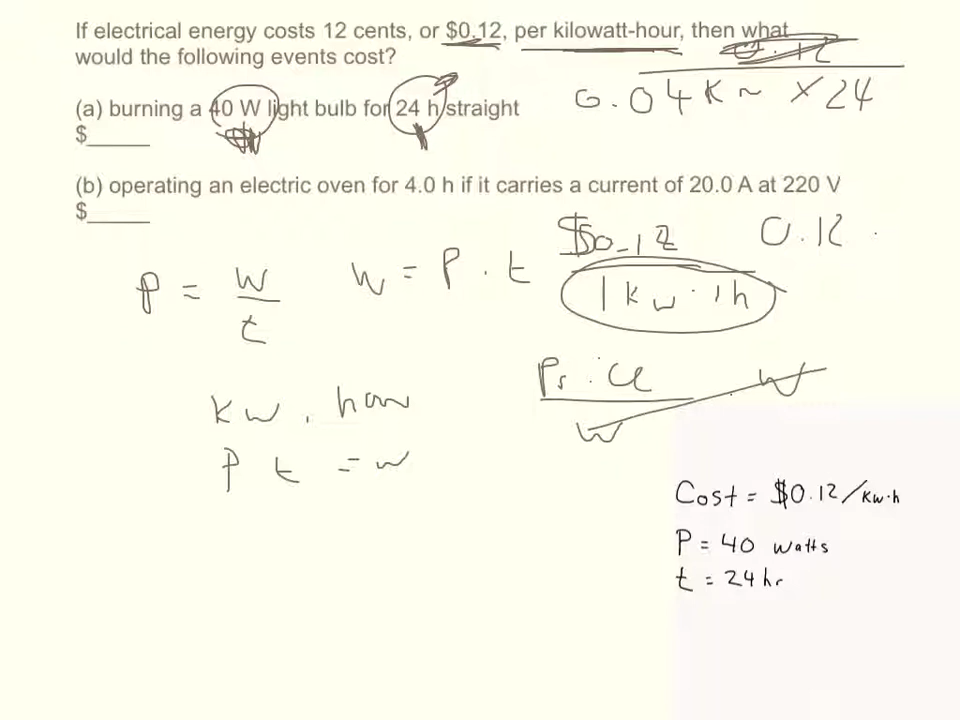 If electrical energy costs 12 cents, or $0.12, per kilowatt-hour, then what
would the following events cost?
0.12
(a) burning a 40 W light bulb for 24 h straight
0.04 kw × 24
$_____
(b) operating an electric oven for 4.0 h if it carries a current of 20.0 A at 220 V
$_____
$0.12
0.12 .
1 kw · 1h
P = W / t
W = P . t
Price / W
W
kw . hour
P t = w
Cost = $0.12/kw·h
P = 40 watts
t = 24 hr